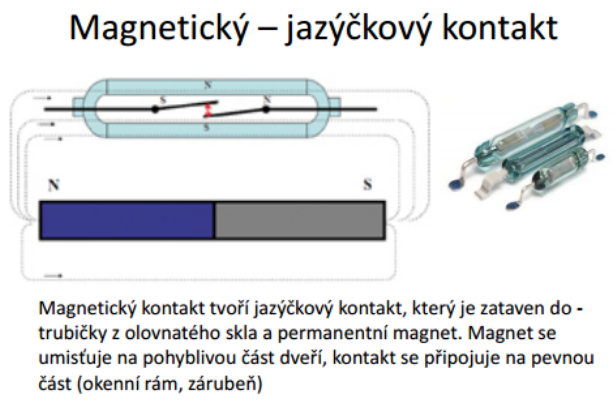 Magnetický – jazýčkový kontakt
N
S
N
S
N
S
Magnetický kontakt tvoří jazýčkový kontakt, který je zataven do -
trubičky z olovnatého skla a permanentní magnet. Magnet se
umisťuje na pohyblivou část dveří, kontakt se připojuje na pevnou
část (okenní rám, zárubeň)